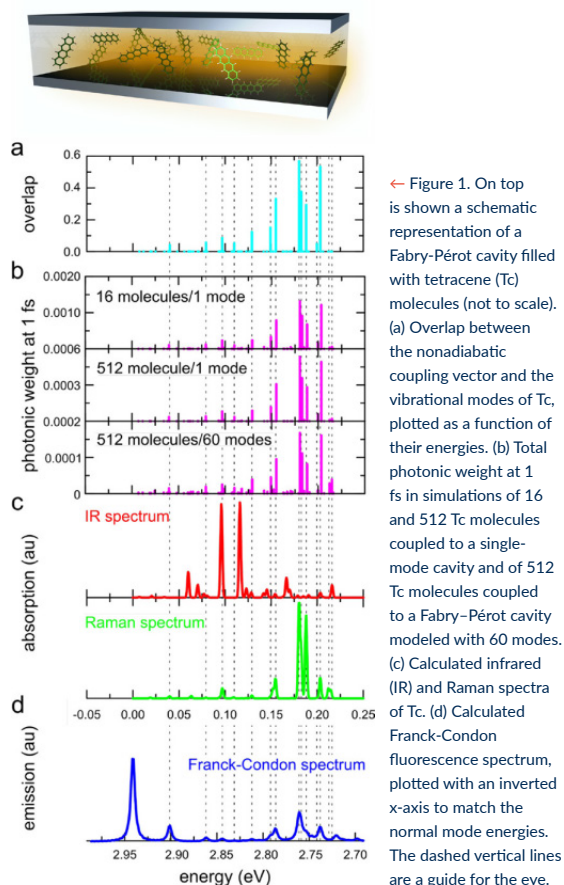 a
0.6
0.4
0.2
0.0
overlap
b
0.0020
0.0010
0.0006
0.0003
0.0002
0.0001
0
photonic weight at 1 fs
16 molecules/1 mode
512 molecule/1 mode
512 molecules/60 modes
c
IR spectrum
Raman spectrum
absorption (au)
-0.05 0.00 0.05 0.10 0.15 0.20 0.25
d
Franck-Condon spectrum
emission (au)
2.95 2.90 2.85 2.80 2.75 2.70
energy (eV)
← Figure 1. On top
is shown a schematic
representation of a
Fabry-Pérot cavity filled
with tetracene (Tc)
molecules (not to scale).
(a) Overlap between
the nonadiabatic
coupling vector and the
vibrational modes of Tc,
plotted as a function of
their energies. (b) Total
photonic weight at 1
fs in simulations of 16
and 512 Tc molecules
coupled to a single-
mode cavity and of 512
Tc molecules coupled
to a Fabry–Pérot cavity
modeled with 60 modes.
(c) Calculated infrared
(IR) and Raman spectra
of Tc. (d) Calculated
Franck-Condon
fluorescence spectrum,
plotted with an inverted
x-axis to match the
normal mode energies.
The dashed vertical lines
are a guide for the eye.